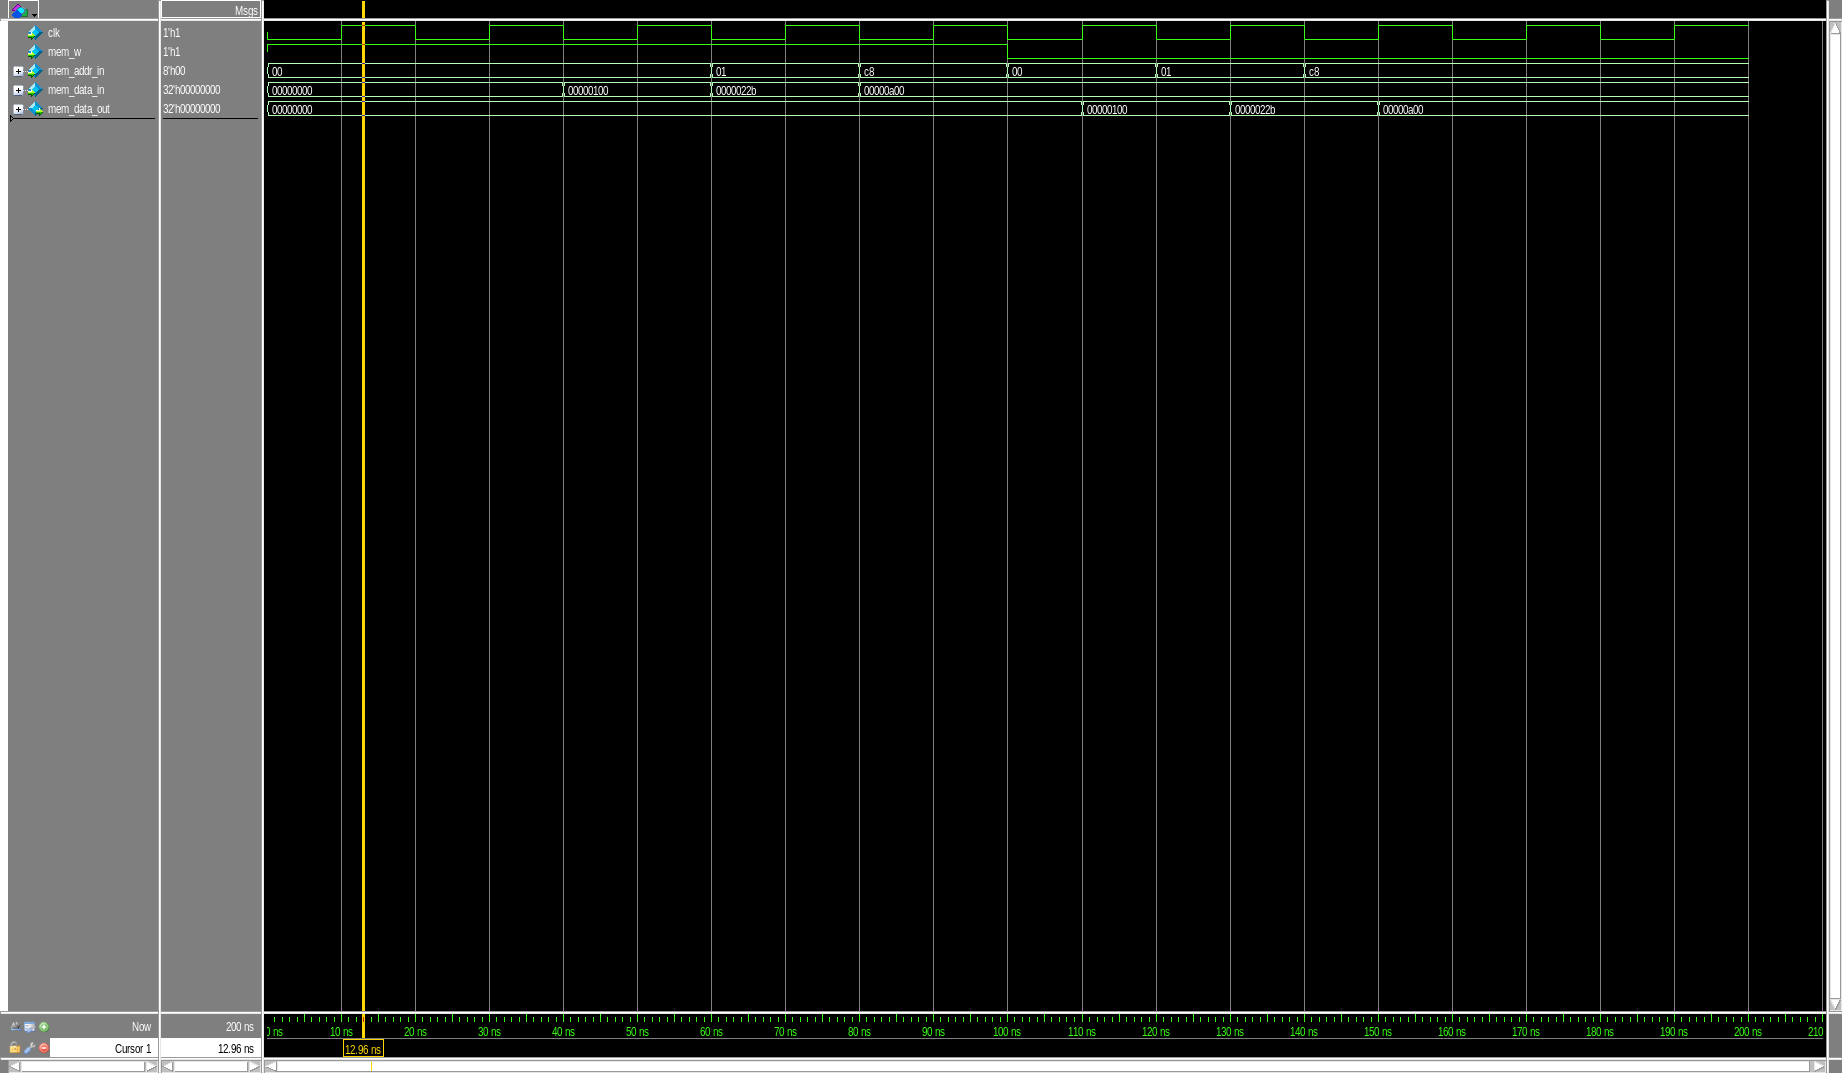 Msgs
clk 1'h1
mem_w 1'h1
mem_addr_in 8'h00 00 01 c8 00 01 c8
mem_data_in 32'h00000000 00000000 00000100 0000022b 00000a00
mem_data_out 32'h00000000 00000000 00000100 0000022b 00000a00
Now 200 ns 0 ns 10 ns 20 ns 30 ns 40 ns 50 ns 60 ns 70 ns 80 ns 90 ns 100 ns 110 ns 120 ns 130 ns 140 ns 150 ns 160 ns 170 ns 180 ns 190 ns 200 ns 210
Cursor 1 12.96 ns 12.96 ns